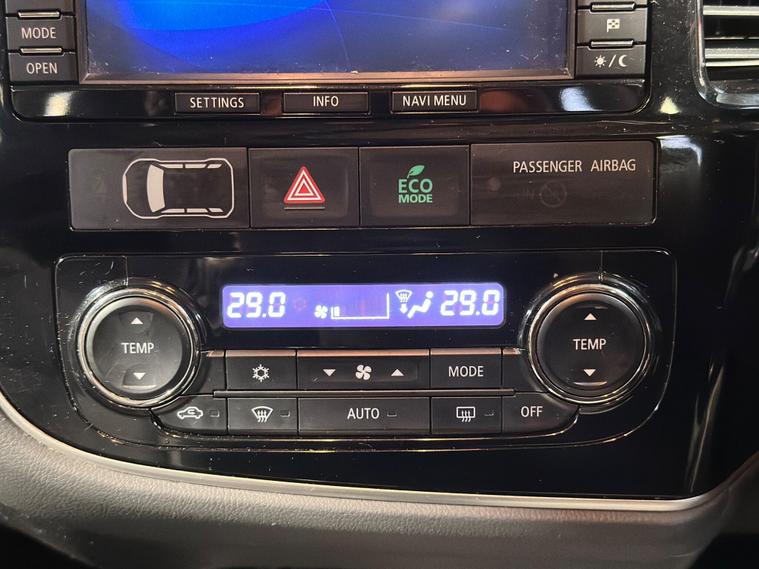 MODE
OPEN
SETTINGS INFO NAVI MENU
ECO
MODE
PASSENGER AIRBAG
29.0 29.0
TEMP
TEMP
MODE
AUTO
OFF